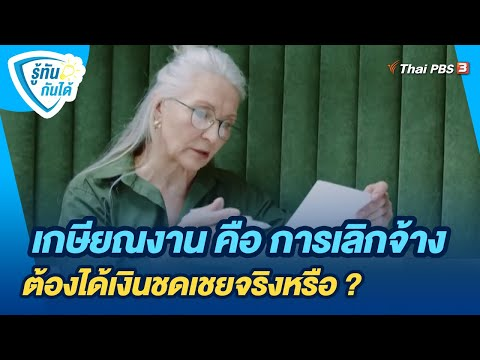 รู้ทัน
กันได้
Thai PBS 3
เกษียณงาน คือ การเลิกจ้าง
ต้องได้เงินชดเชยจริงหรือ ?